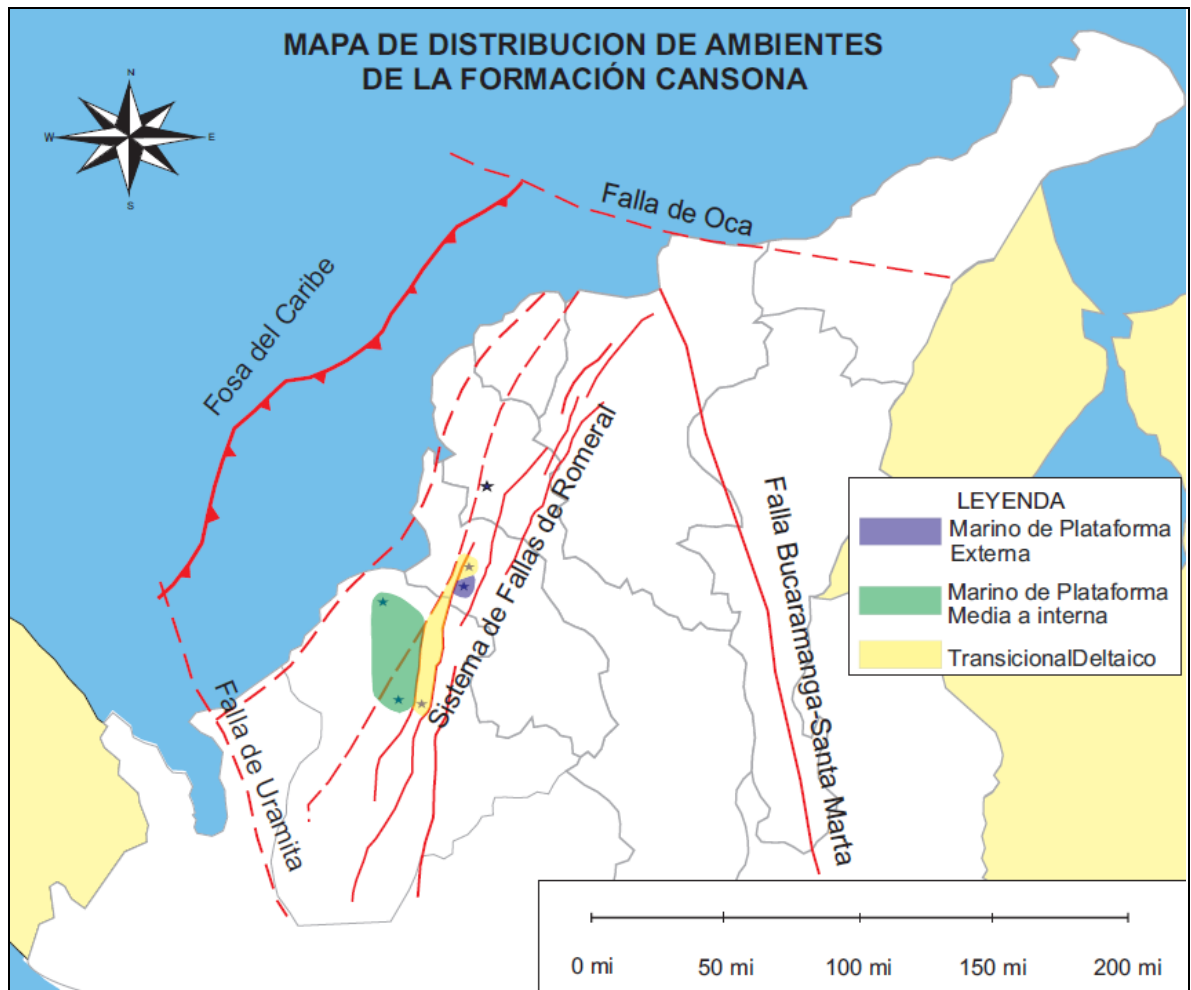 MAPA DE DISTRIBUCION DE AMBIENTES
DE LA FORMACIÓN CANSONA
N
W
E
S
Falla de Oca
Fosa del Caribe
Sistema de Fallas de Romeral
Falla Bucaramanga-Santa Marta
Falla de Uramita
LEYENDA
Marino de Plataforma
Externa
Marino de Plataforma
Media a interna
TransicionalDeltaico
0 mi
50 mi
100 mi
150 mi
200 mi